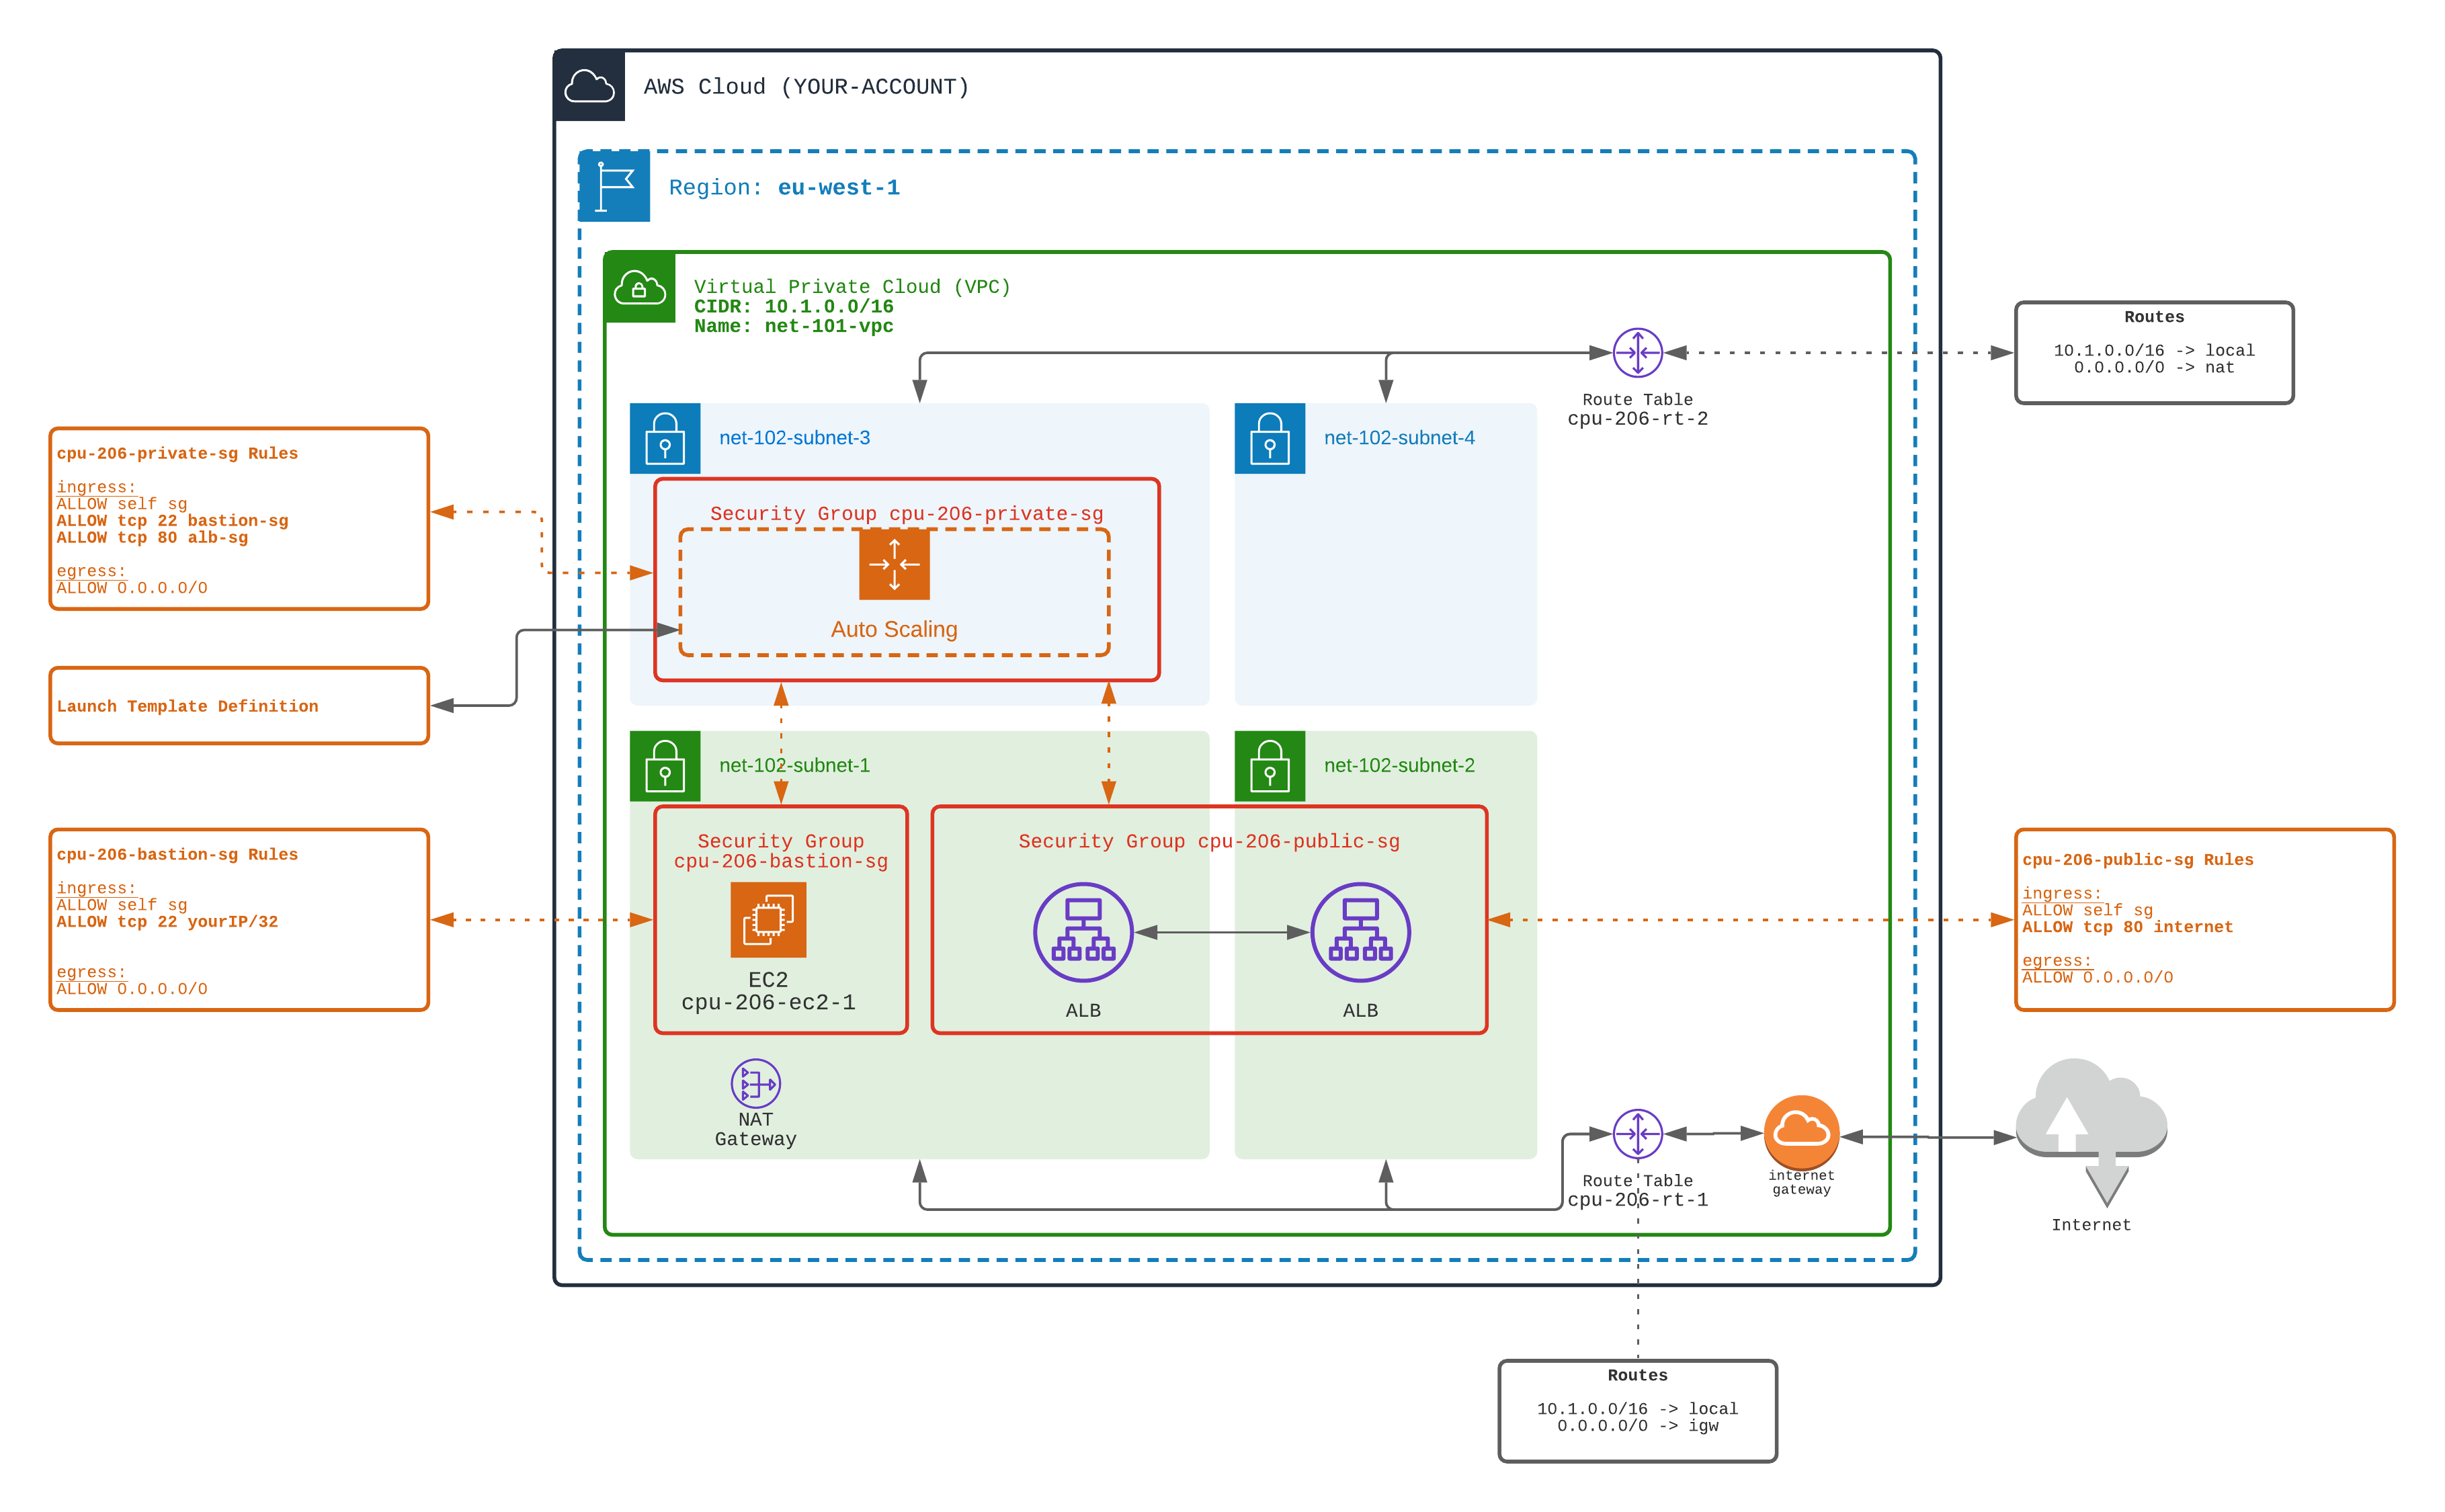 AWS Cloud (YOUR-ACCOUNT)
Region: eu-west-1
Virtual Private Cloud (VPC)
CIDR: 10.1.0.0/16
Name: net-101-vpc
Route Table
cpu-206-rt-2
Routes
10.1.0.0/16 -> local
0.0.0.0/0 -> nat
net-102-subnet-3
net-102-subnet-4
cpu-206-private-sg Rules
ingress:
ALLOW self sg
ALLOW tcp 22 bastion-sg
ALLOW tcp 80 alb-sg
egress:
ALLOW 0.0.0.0/0
Security Group cpu-206-private-sg
Auto Scaling
Launch Template Definition
net-102-subnet-1
net-102-subnet-2
cpu-206-bastion-sg Rules
ingress:
ALLOW self sg
ALLOW tcp 22 yourIP/32
egress:
ALLOW 0.0.0.0/0
Security Group
cpu-206-bastion-sg
EC2
cpu-206-ec2-1
Security Group cpu-206-public-sg
ALB
ALB
cpu-206-public-sg Rules
ingress:
ALLOW self sg
ALLOW tcp 80 internet
egress:
ALLOW 0.0.0.0/0
NAT
Gateway
Route Table
cpu-206-rt-1
internet
gateway
Internet
Routes
10.1.0.0/16 -> local
0.0.0.0/0 -> igw